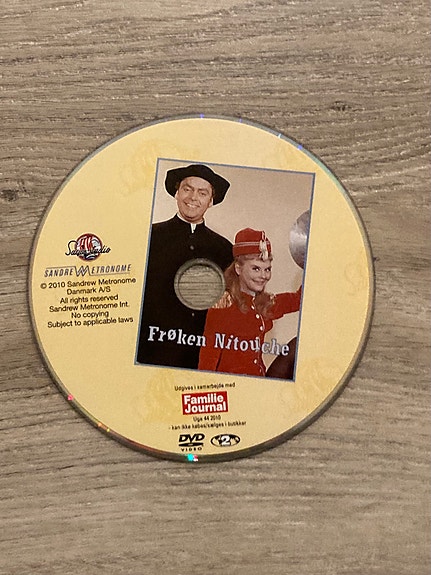 Saga Studio
SANDREW METRONOME
© 2010 Sandrew Metronome
Danmark A/S
All rights reserved
Sandrew Metronome Int.
No copying
Subject to applicable laws
Frøken Nitouche
Udgives i samarbejde med
Familie
Journal
Uge 44 2010
- kan ikke købes/sælges i butikker
DVD
VIDEO
2